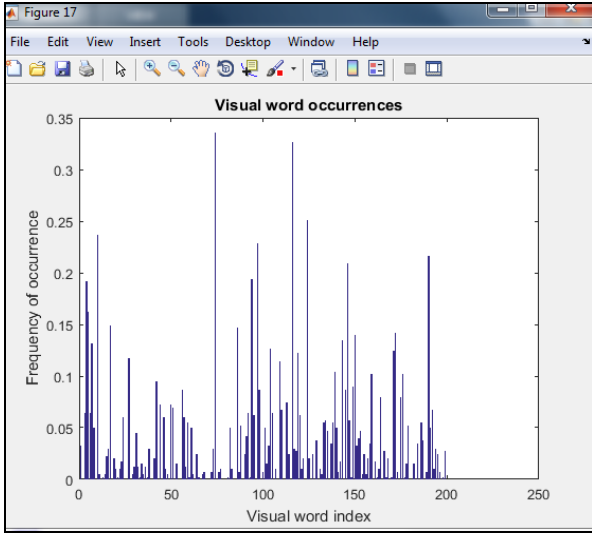 Figure 17
File Edit View Insert Tools Desktop Window Help
Visual word occurrences
0.35
0.3
0.25
0.2
0.15
0.1
0.05
0
Frequency of occurrence
0 50 100 150 200 250
Visual word index